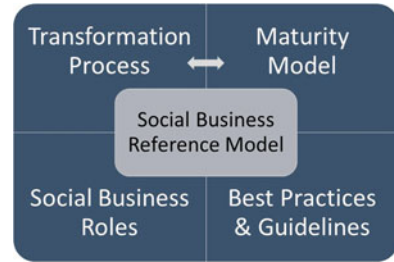 Transformation
Process
Maturity
Model
Social Business
Reference Model
Social Business
Roles
Best Practices
& Guidelines